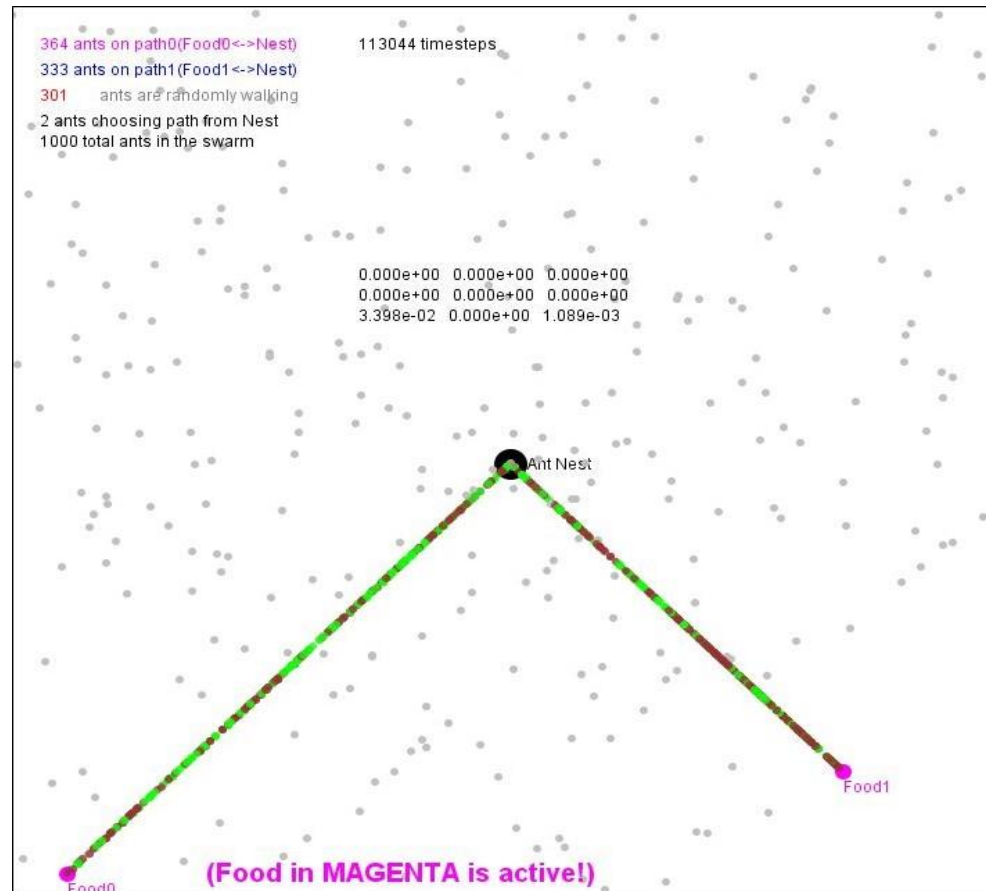 364 ants on path0(Food0<->Nest)
113044 timesteps
333 ants on path1(Food1<->Nest)
301 ants are randomly walking
2 ants choosing path from Nest
1000 total ants in the swarm
0.000e+00 0.000e+00 0.000e+00
0.000e+00 0.000e+00 0.000e+00
3.398e-02 0.000e+00 1.089e-03
Ant Nest
Food1
(Food in MAGENTA is active!)
Food0